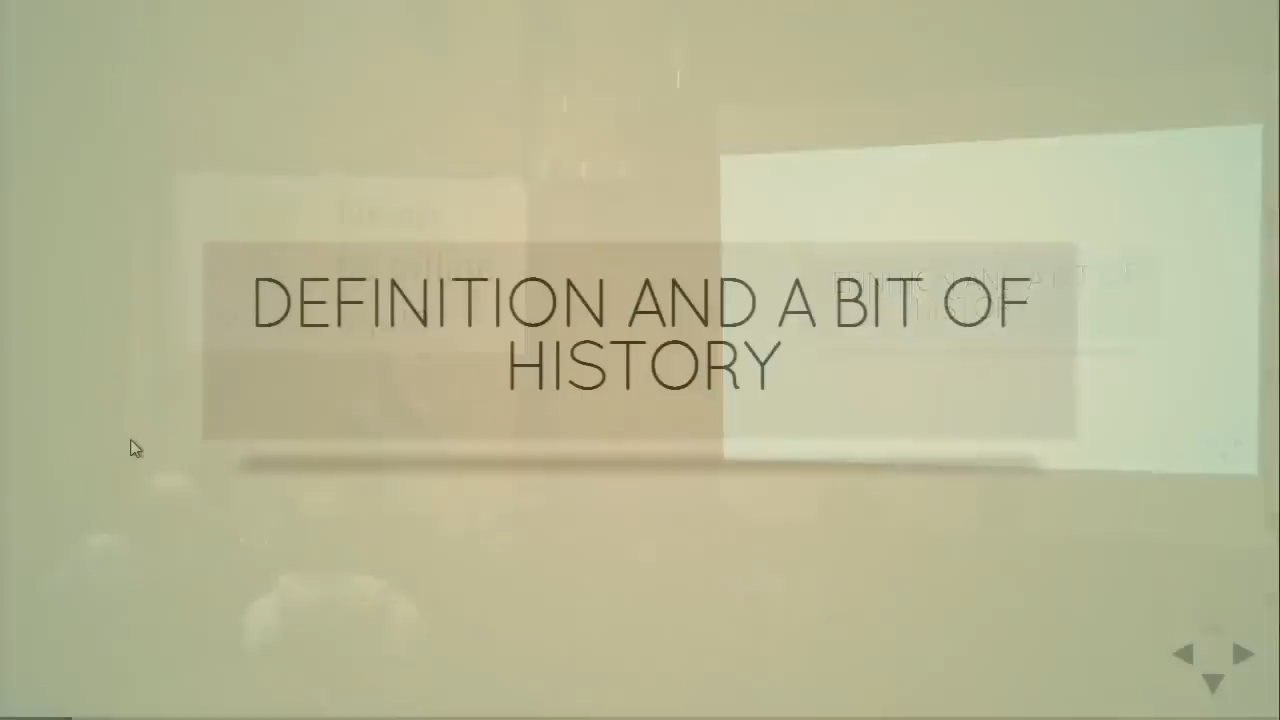 DEFINITION AND A BIT OF
HISTORY